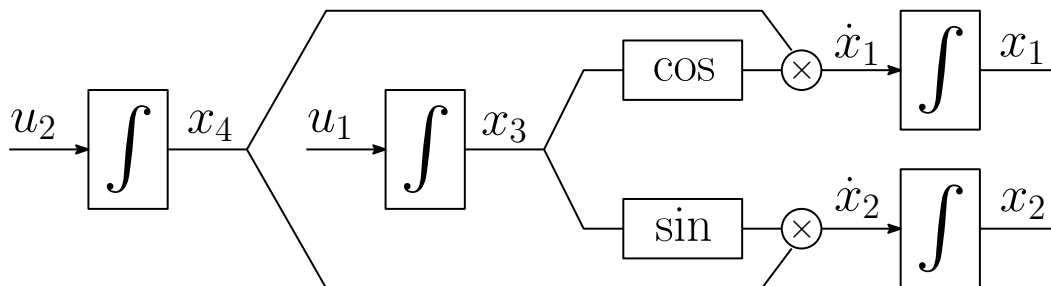 ẋ₁ ∫ x₁
cos ×
u₂ ∫ x₄ u₁ ∫ x₃
ẋ₂ ∫ x₂
sin ×